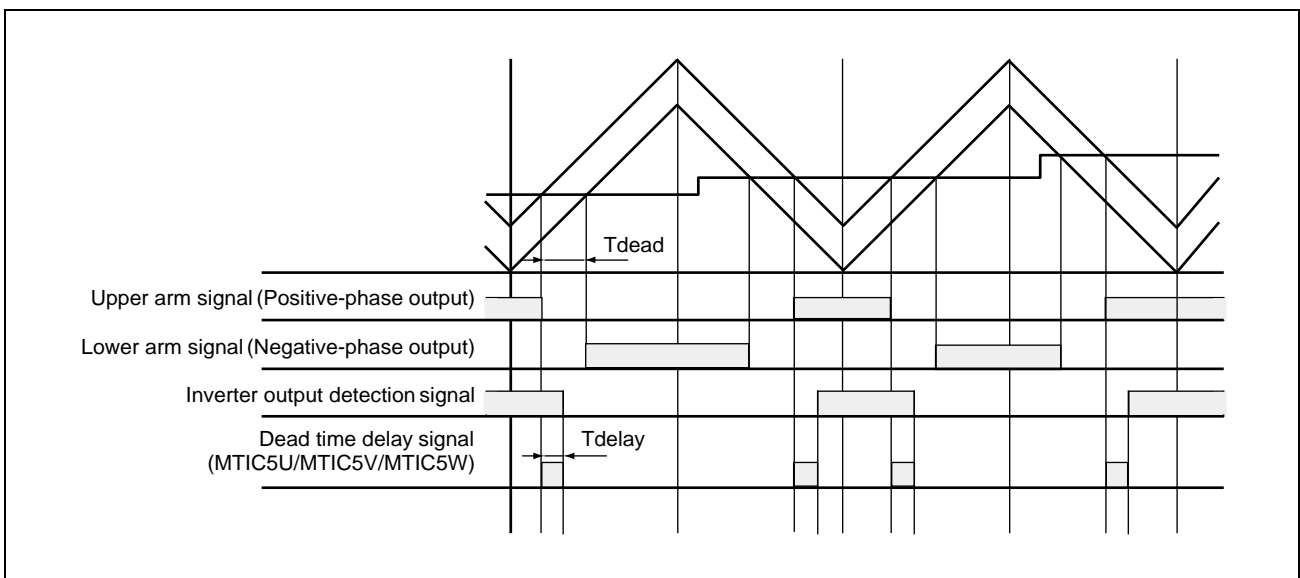 Tdead
Upper arm signal (Positive-phase output)
Lower arm signal (Negative-phase output)
Inverter output detection signal
Dead time delay signal
(MTIC5U/MTIC5V/MTIC5W)
Tdelay